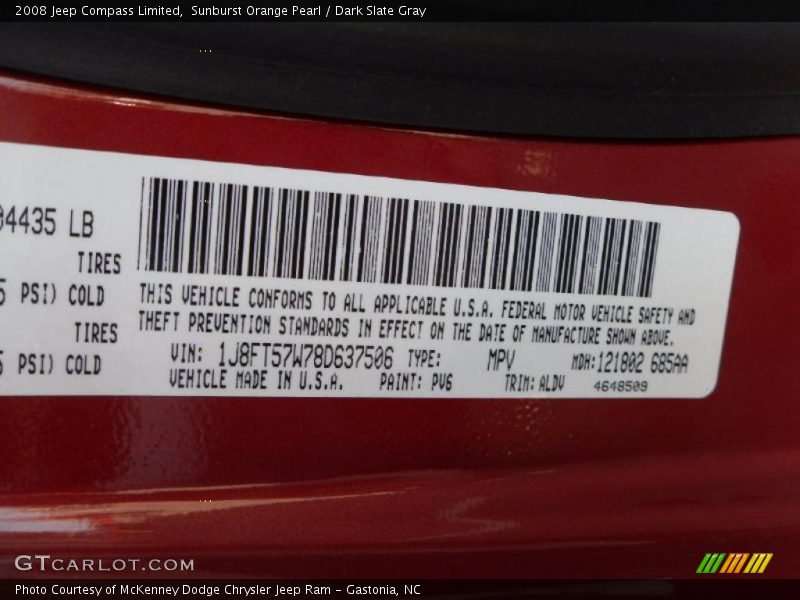 2008 Jeep Compass Limited,  Sunburst Orange Pearl / Dark Slate Gray
4435 LB
TIRES
PSI) COLD
TIRES
PSI) COLD
THIS VEHICLE CONFORMS TO ALL APPLICABLE U.S.A. FEDERAL MOTOR VEHICLE SAFETY AND
THEFT PREVENTION STANDARDS IN EFFECT ON THE DATE OF MANUFACTURE SHOWN ABOVE.
VIN: 1J8FT57W78D637506 TYPE: MPV MDH:121802 685AA
VEHICLE MADE IN U.S.A. PAINT: PV6 TRIM: ALDV 4648509
GTCARLOT.COM
Photo Courtesy of McKenney Dodge Chrysler Jeep Ram – Gastonia, NC